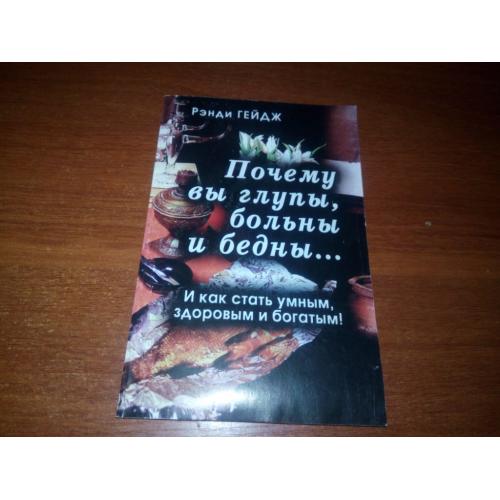 Рэнди ГЕЙДЖ
Почему
вы глупы,
больны
и бедны...
И как стать умным,
здоровым и богатым!